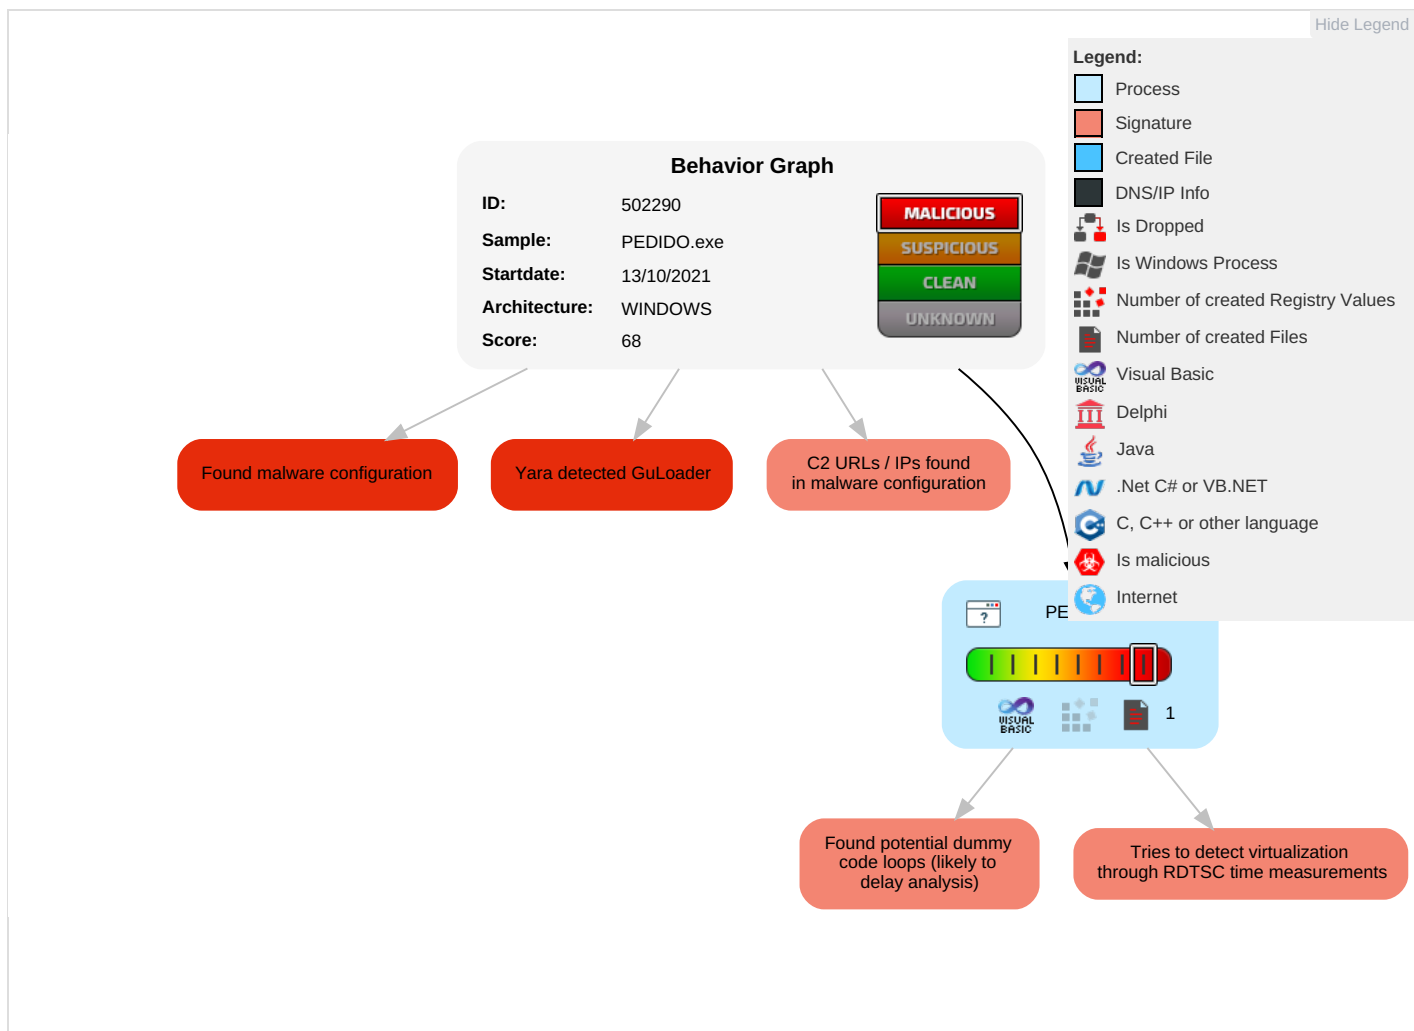 Hide Legend
Legend:
Process
Signature
Created File
DNS/IP Info
Is Dropped
Is Windows Process
Number of created Registry Values
Number of created Files
VISUAL
BASIC
Visual Basic
Delphi
Java
.Net C# or VB.NET
C, C++ or other language
Is malicious
Internet
Behavior Graph
ID: 502290
Sample: PEDIDO.exe
Startdate: 13/10/2021
Architecture: WINDOWS
Score: 68
MALICIOUS
SUSPICIOUS
CLEAN
UNKNOWN
Found malware configuration
Yara detected GuLoader
C2 URLs / IPs found
in malware configuration
?
PE
VISUAL
BASIC
1
Found potential dummy
code loops (likely to
delay analysis)
Tries to detect virtualization
through RDTSC time measurements